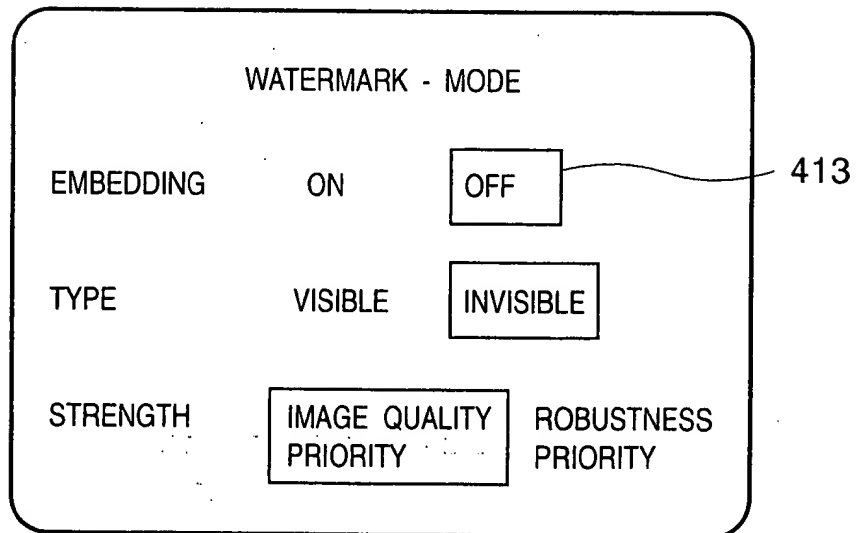 WATERMARK - MODE
EMBEDDING ON OFF 413
TYPE VISIBLE INVISIBLE
STRENGTH IMAGE QUALITY ROBUSTNESS
PRIORITY PRIORITY